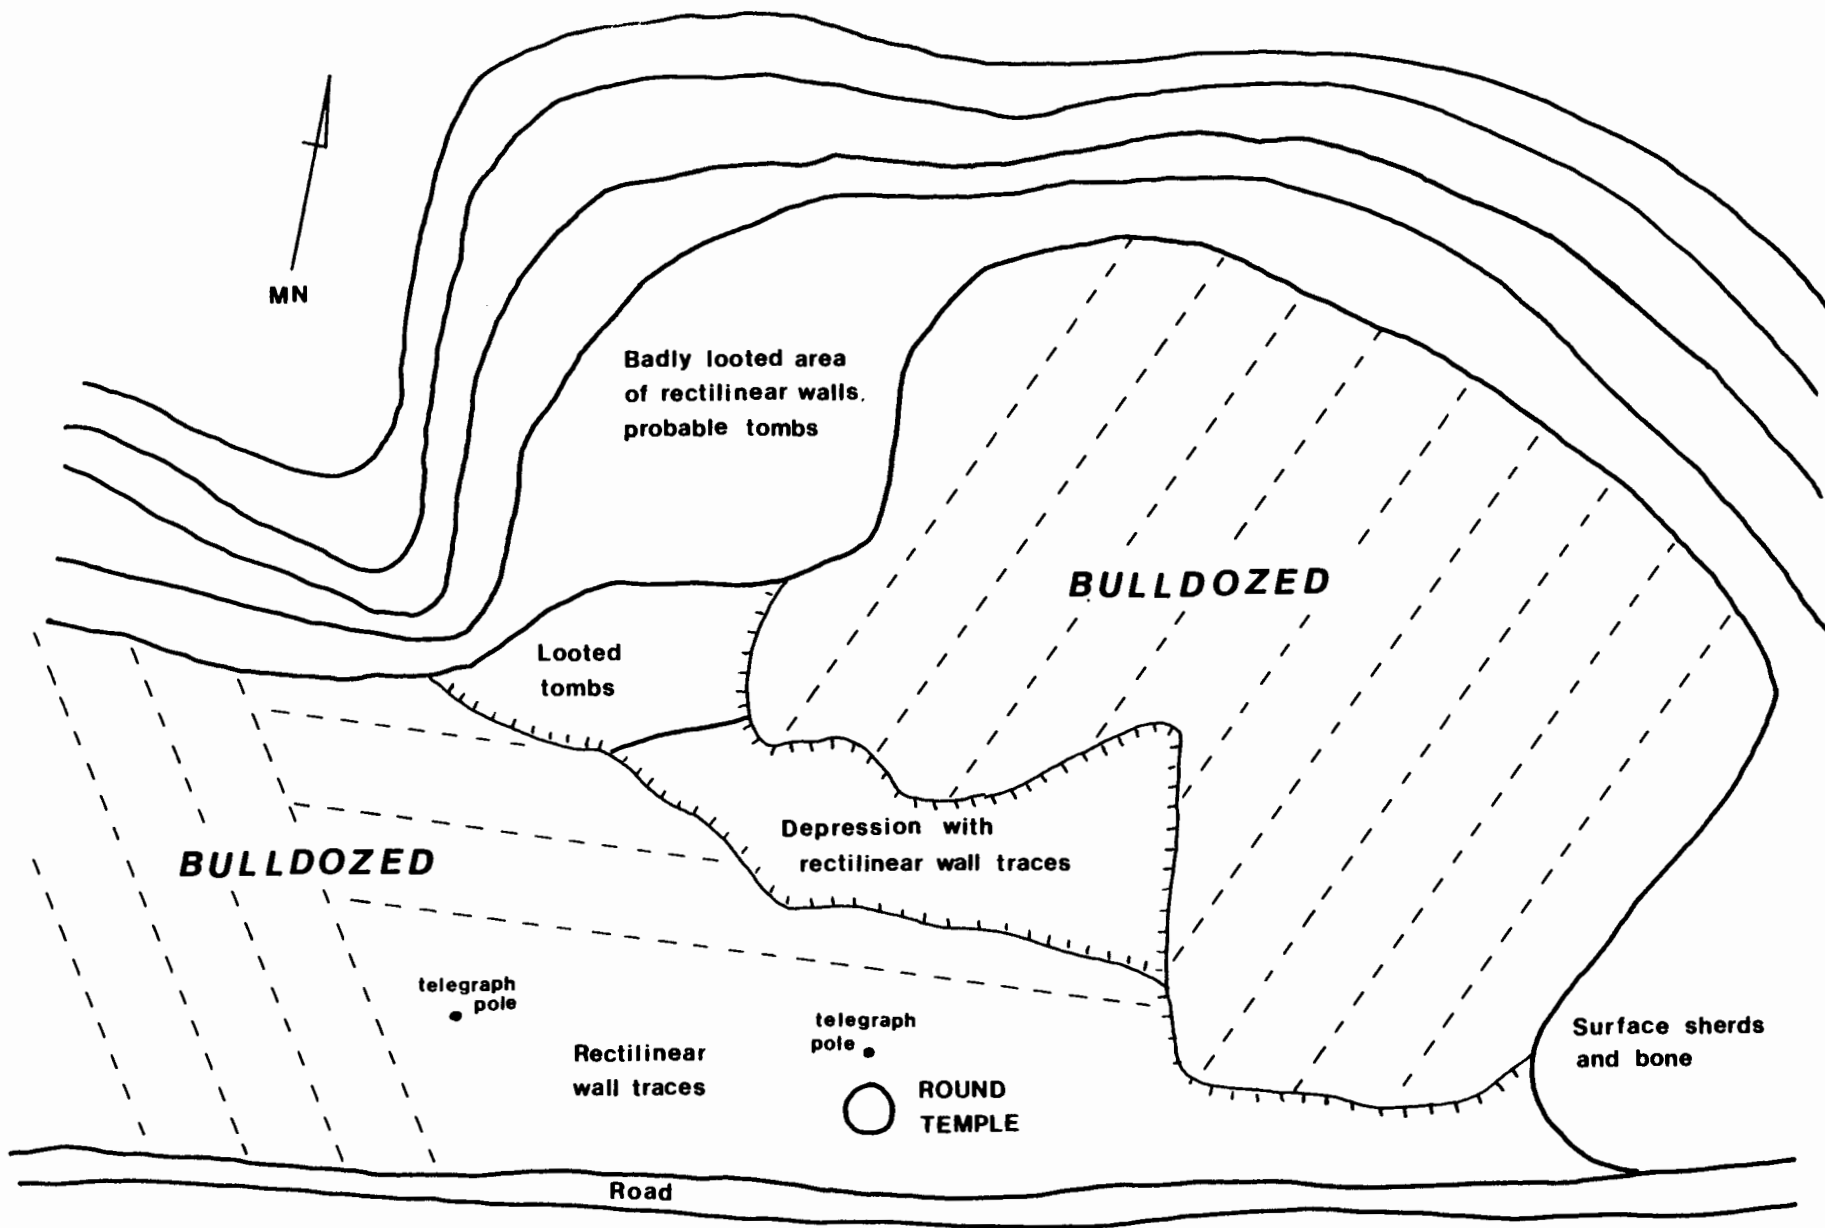 MN
Badly looted area
of rectilinear walls,
probable tombs
BULLDOZED
Looted
tombs
Depression with
rectilinear wall traces
BULLDOZED
telegraph
pole
telegraph
pole
Rectilinear
wall traces
ROUND
TEMPLE
Surface sherds
and bone
Road